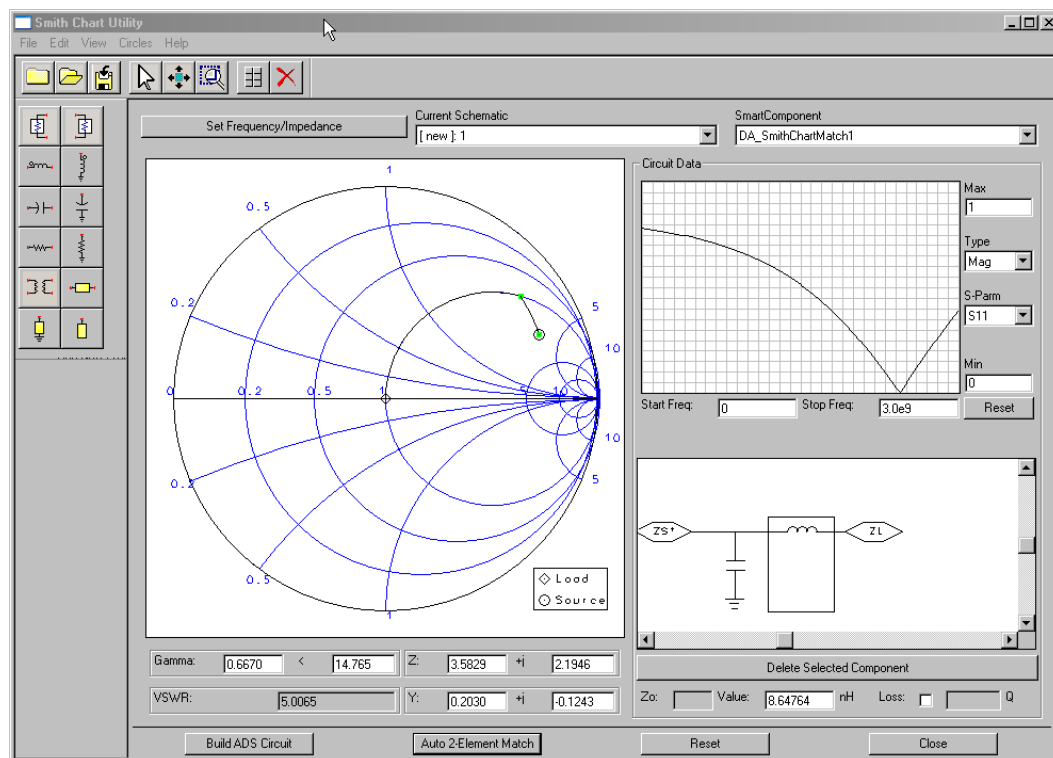 Smith Chart Utility
File Edit View Circles Help
Set Frequency/Impedance
Current Schematic
[ new ]: 1
SmartComponent
DA_SmithChartMatch1
Circuit Data
1
0.5
0.2
5
10
0 0.2 0.5 1 5 10
10
5
0.2
0.5
1
Load
Source
Max
1
Type
Mag
S-Parm
S11
Min
0
Start Freq: 0 Stop Freq: 3.0e9 Reset
ZS* ZL
Gamma: 0.6670 < 14.765 Z: 3.5829 +j 2.1946
VSWR: 5.0065 Y: 0.2030 +j -0.1243
Delete Selected Component
Zo: Value: 8.64764 nH Loss: Q
Build ADS Circuit Auto 2-Element Match Reset Close